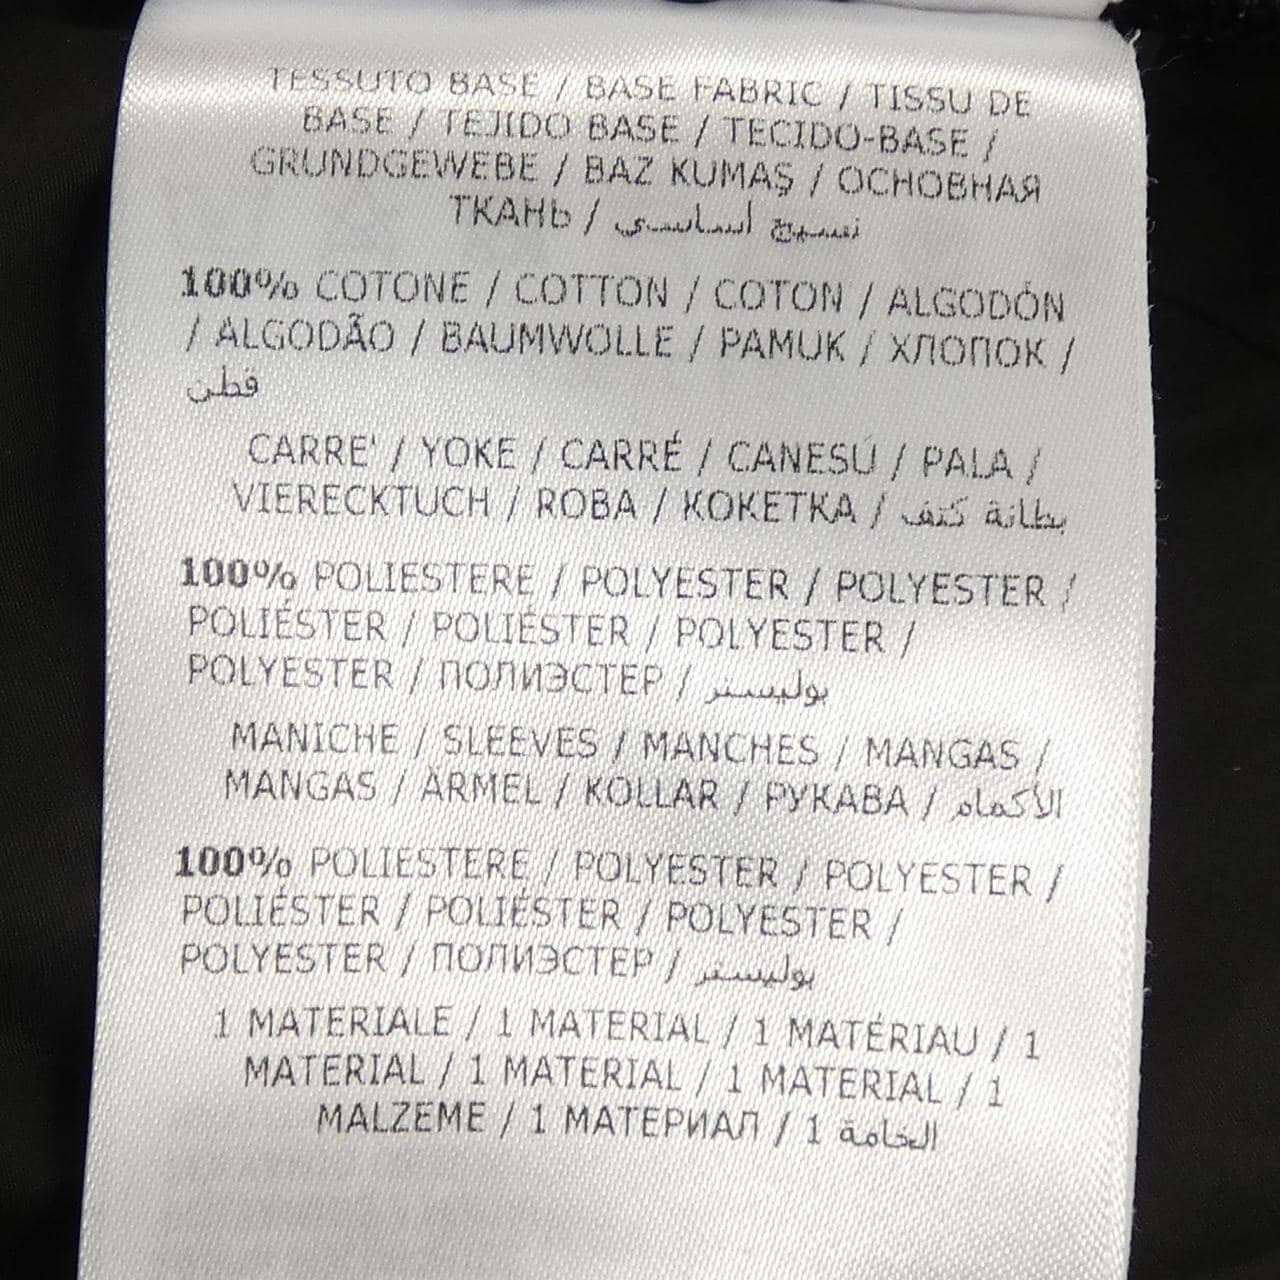 TESSUTO BASE / BASE FABRIC / TISSU DE
BASE / TEJIDO BASE / TECIDO-BASE /
GRUNDGEWEBE / BAZ KUMAŞ / ОСНОВНАЯ
ТКАНЬ / نسيج أساسي
100% COTONE / COTTON / COTON / ALGODÓN
/ ALGODÃO / BAUMWOLLE / PAMUK / ХЛОПОК /
قطن
CARRE' / YOKE / CARRÉ / CANESÚ / PALA /
VIERECKTUCH / ROBA / КОКЕТКА / بطانة كتف
100% POLIESTERE / POLYESTER / POLYESTER /
POLIÉSTER / POLIÉSTER / POLYESTER /
POLYESTER / ПОЛИЭСТЕР / بوليستر
MANICHE / SLEEVES / MANCHES / MANGAS /
MANGAS / ÄRMEL / KOLLAR / РУКАВА / الأكمام
100% POLIESTERE / POLYESTER / POLYESTER /
POLIÉSTER / POLIÉSTER / POLYESTER /
POLYESTER / ПОЛИЭСТЕР / بوليستر
1 MATERIALE / 1 MATERIAL / 1 MATÉRIAU / 1
MATERIAL / 1 MATERIAL / 1 MATERIAL / 1
MALZEME / 1 МАТЕРИАЛ / 1 الخامة